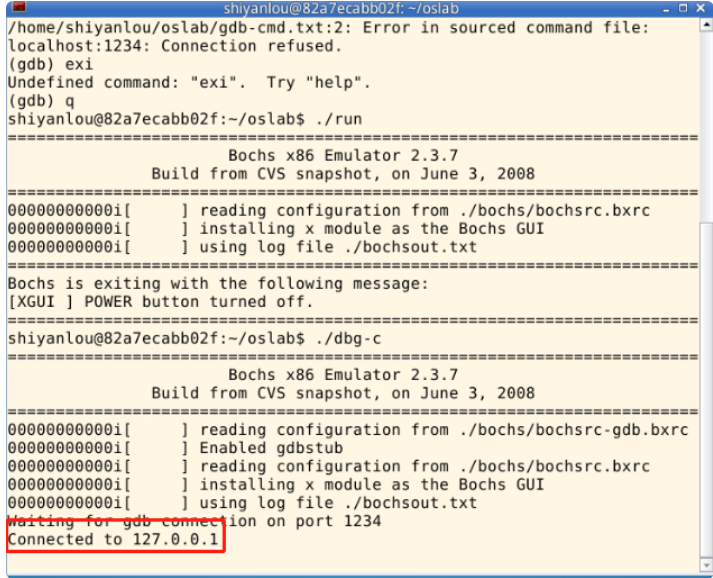 shiyanlou@82a7ecabb02f: ~/oslab
/home/shiyanlou/oslab/gdb-cmd.txt:2: Error in sourced command file:
localhost:1234: Connection refused.
(gdb) exi
Undefined command: "exi".  Try "help".
(gdb) q
shiyanlou@82a7ecabb02f:~/oslab$ ./run
========================================================================
Bochs x86 Emulator 2.3.7
Build from CVS snapshot, on June 3, 2008
========================================================================
00000000000i[     ] reading configuration from ./bochs/bochsrc.bxrc
00000000000i[     ] installing x module as the Bochs GUI
00000000000i[     ] using log file ./bochsout.txt
========================================================================
Bochs is exiting with the following message:
[XGUI ] POWER button turned off.
========================================================================
shiyanlou@82a7ecabb02f:~/oslab$ ./dbg-c
========================================================================
Bochs x86 Emulator 2.3.7
Build from CVS snapshot, on June 3, 2008
========================================================================
00000000000i[     ] reading configuration from ./bochs/bochsrc-gdb.bxrc
00000000000i[     ] Enabled gdbstub
00000000000i[     ] reading configuration from ./bochs/bochsrc.bxrc
00000000000i[     ] installing x module as the Bochs GUI
00000000000i[     ] using log file ./bochsout.txt
Waiting for gdb connection on port 1234
Connected to 127.0.0.1